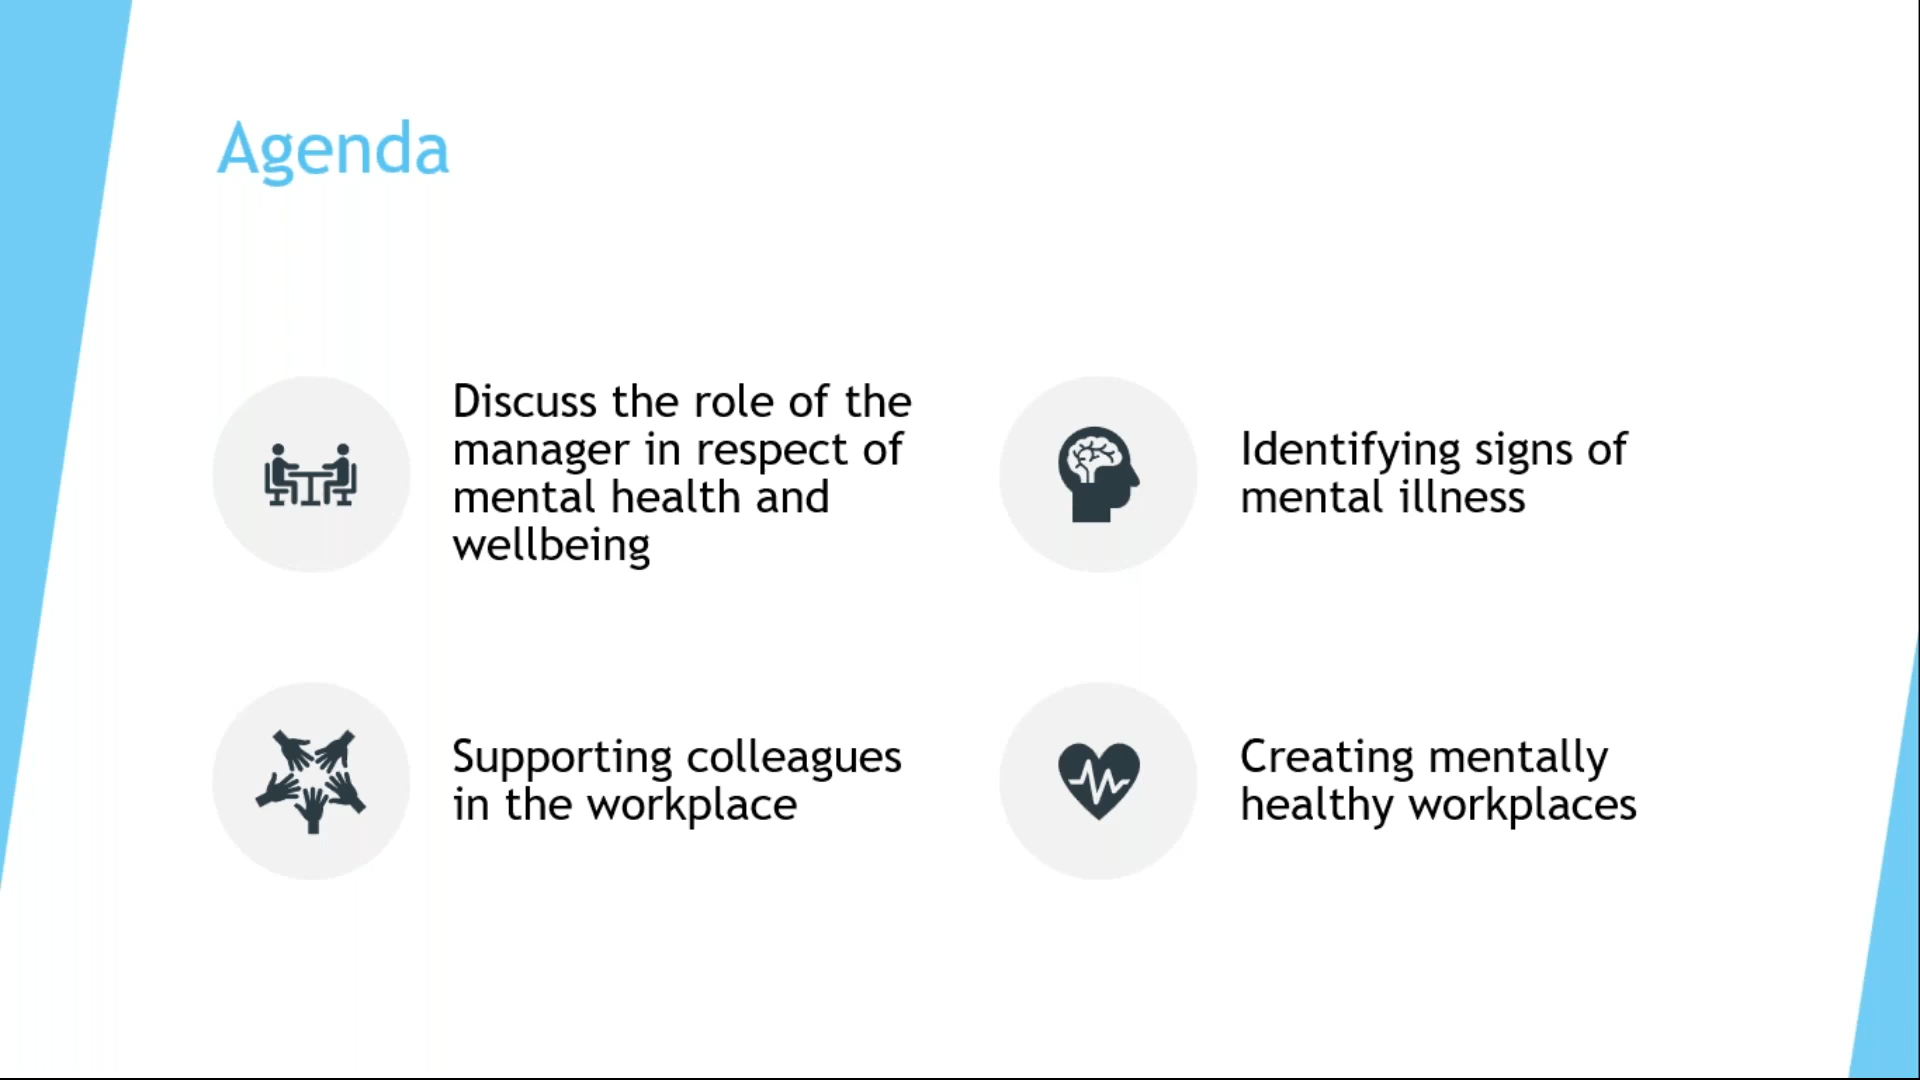 Agenda
Discuss the role of the
manager in respect of
mental health and
wellbeing
Identifying signs of
mental illness
Supporting colleagues
in the workplace
Creating mentally
healthy workplaces